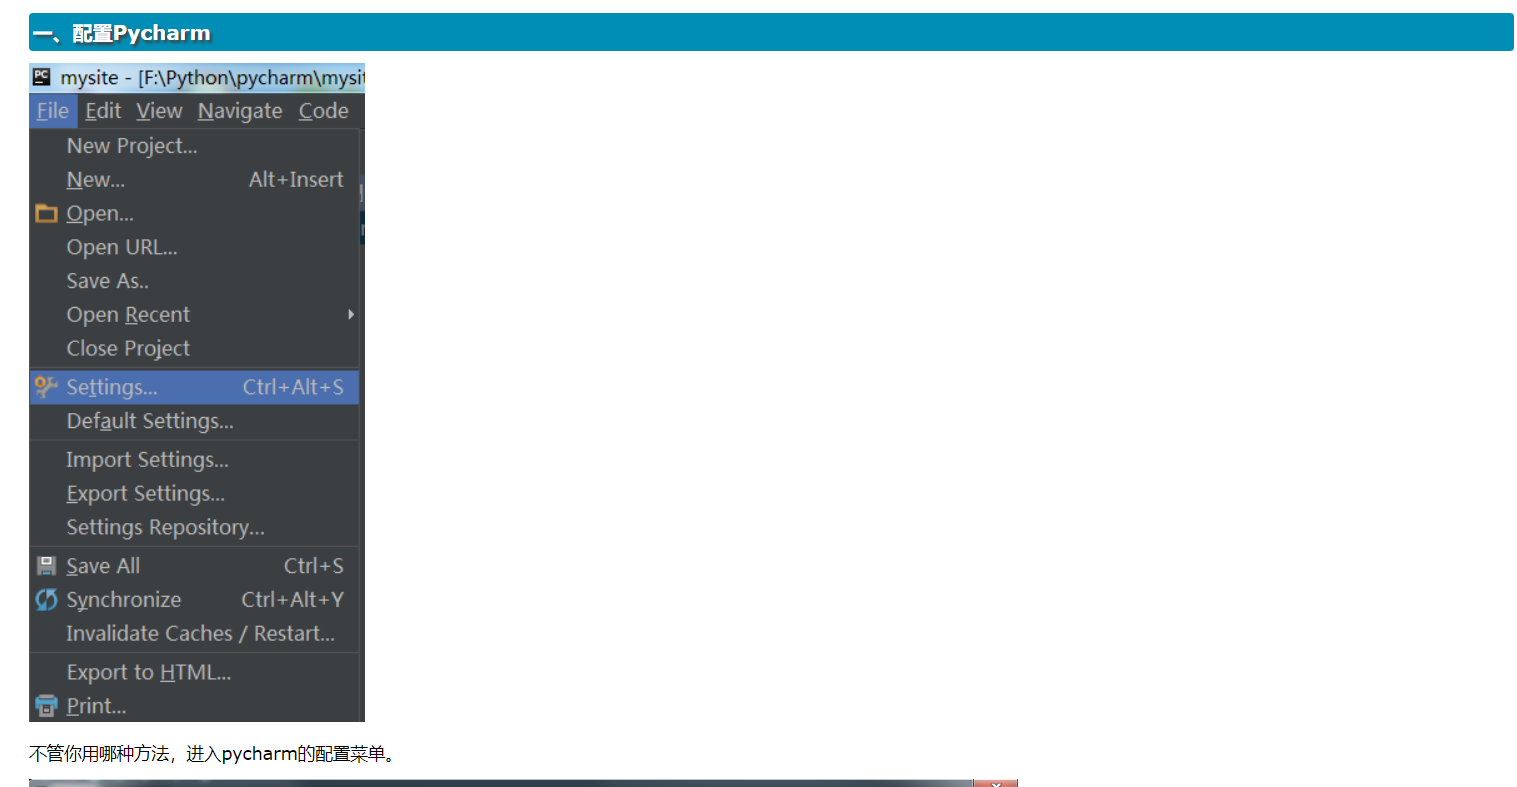 一、配置Pycharm
mysite - [F:\Python\pycharm\mysit
File Edit View Navigate Code
New Project...
New... Alt+Insert
Open...
Open URL...
Save As..
Open Recent
Close Project
Settings... Ctrl+Alt+S
Default Settings...
Import Settings...
Export Settings...
Settings Repository...
Save All Ctrl+S
Synchronize Ctrl+Alt+Y
Invalidate Caches / Restart...
Export to HTML...
Print...
不管你用哪种方法，进入pycharm的配置菜单。